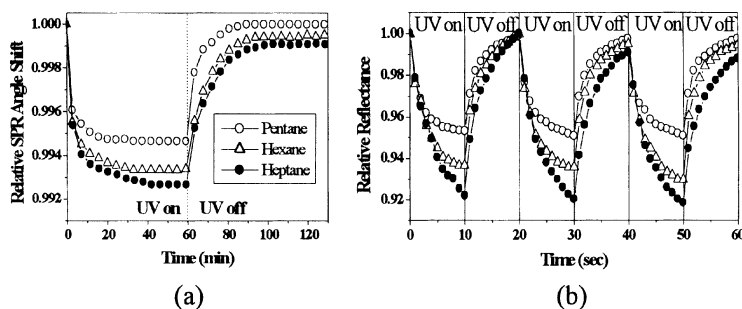 Relative SPR Angle Shift
1.000
0.998
0.996
0.994
0.992
Pentane
Hexane
Heptane
UV on
UV off
0
20
40
60
80
100
120
Time (min)
(a)
Relative Reflectance
1.00
0.98
0.96
0.94
0.92
UV on
UV off
UV on
UV off
UV on
UV off
0
10
20
30
40
50
60
Time (sec)
(b)